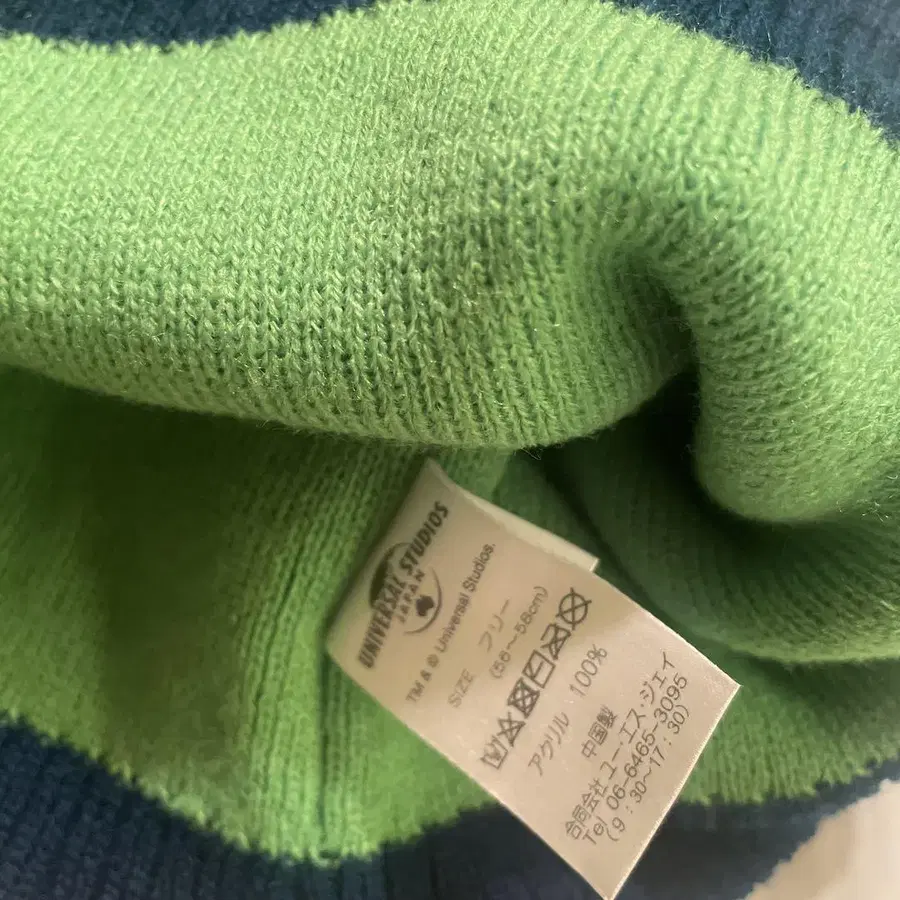 UNIVERSAL STUDIOS
JAPAN
TM & © Universal Studios.
SIZE フリー
(56～58cm)
アクリル 100%
中国製
合同会社ユー・エス・ジェイ
Tel 06-6465-3095
(9：30～17：30)